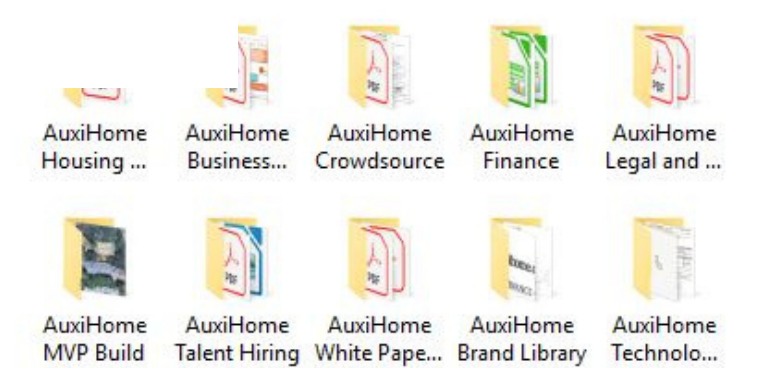 AuxiHome Housing ...
AuxiHome Business...
AuxiHome Crowdsource
AuxiHome Finance
AuxiHome Legal and ...
AuxiHome MVP Build
AuxiHome Talent Hiring
AuxiHome White Pape...
AuxiHome Brand Library
AuxiHome Technolo...